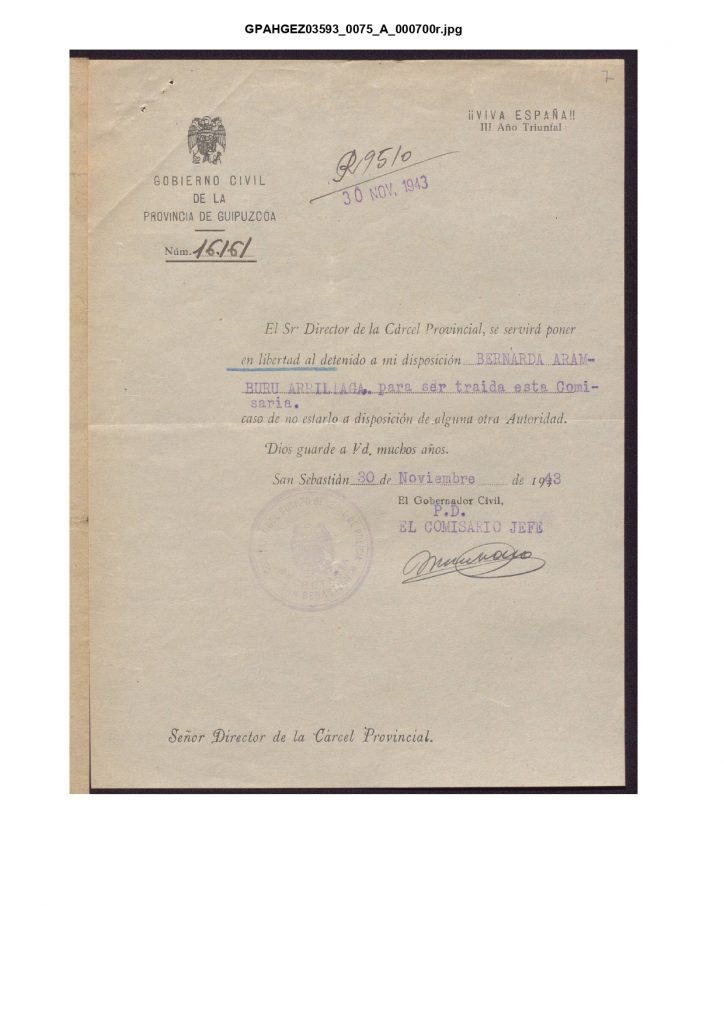 GPAHGEZ03593_0075_A_000700r.jpg
7
¡¡VIVA ESPAÑA!!
III Año Triunfal
R 9510
30 NOV. 1943
GOBIERNO CIVIL
DE LA
PROVINCIA DE GUIPUZCOA
Núm. 16.161
El Sr Director de la Cárcel Provincial, se servirá poner
en libertad al detenido a mi disposición BERNARDA ARAM-
BURU ARRILIAGA, para ser traida esta Comi-
saria.
caso de no estarlo a disposición de alguna otra Autoridad.
Dios guarde a Vd. muchos años.
San Sebastián 30 de Noviembre de 1943
El Gobernador Civil,
P.D.
EL COMISARIO JEFE
Señor Director de la Cárcel Provincial.